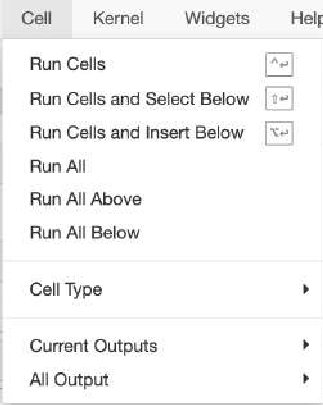 Cell Kernel Widgets Help
Run Cells ^↵
Run Cells and Select Below ⇧↵
Run Cells and Insert Below ⌥↵
Run All
Run All Above
Run All Below
Cell Type
Current Outputs
All Output